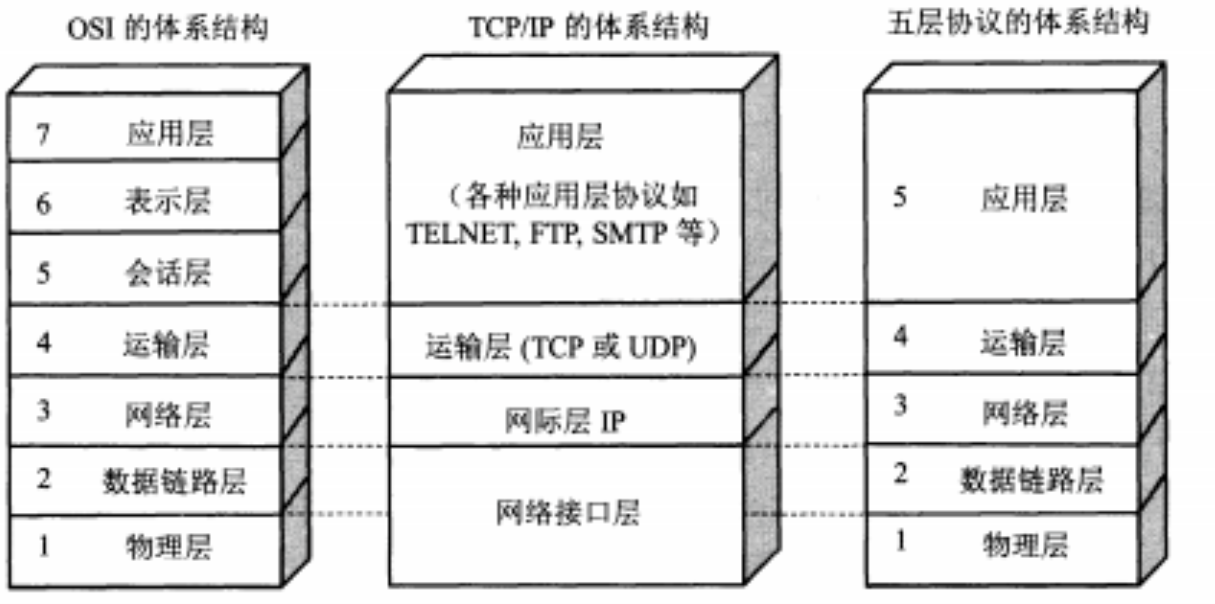 OSI 的体系结构
7 应用层
6 表示层
5 会话层
4 运输层
3 网络层
2 数据链路层
1 物理层
TCP/IP 的体系结构
应用层
(各种应用层协议如
TELNET, FTP, SMTP 等)
运输层 (TCP 或 UDP)
网际层 IP
网络接口层
五层协议的体系结构
5 应用层
4 运输层
3 网络层
2 数据链路层
1 物理层